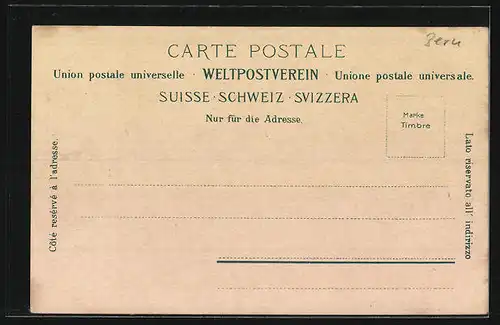 Bern
CARTE POSTALE
Union postale universelle · WELTPOSTVEREIN · Unione postale universale.
SUISSE · SCHWEIZ · SVIZZERA
Nur für die Adresse.
Marke
Timbre
Côté resérvé à l'adresse.
Lato riservato all' indirizzo